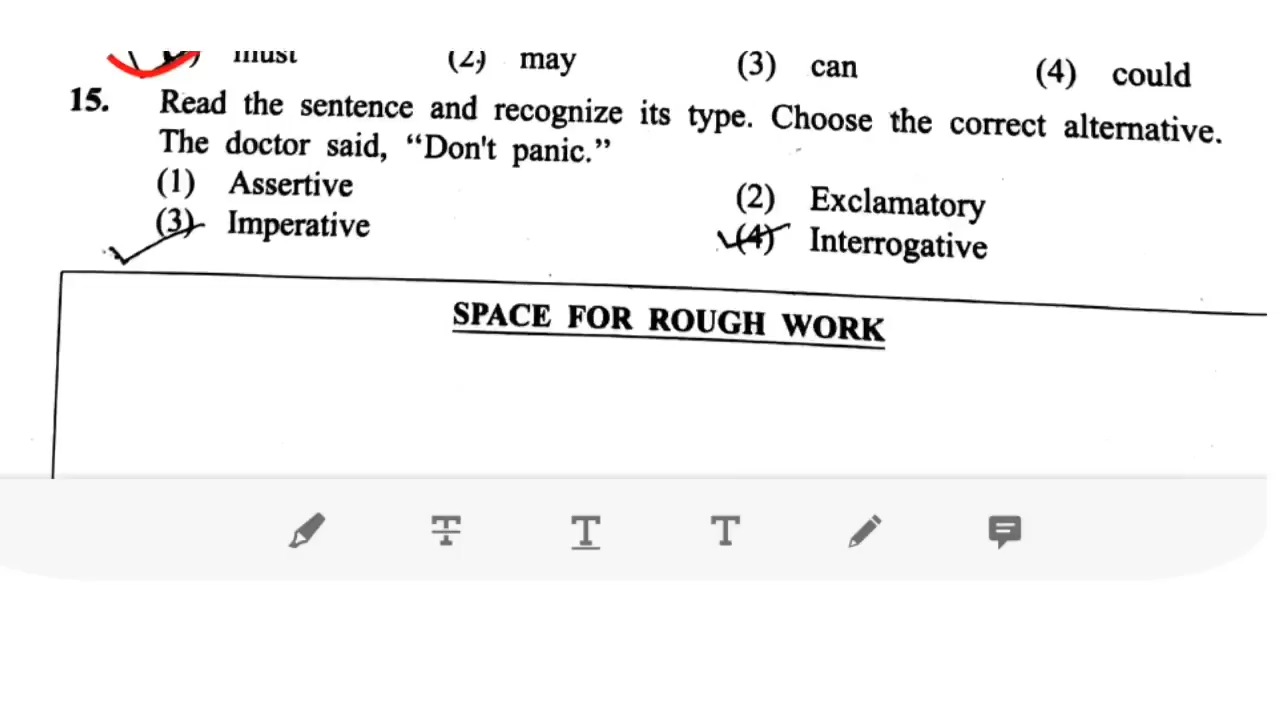 must (2) may (3) can (4) could
15. Read the sentence and recognize its type. Choose the correct alternative.
The doctor said, “Don't panic.”
(1) Assertive (2) Exclamatory
(3) Imperative (4) Interrogative
SPACE FOR ROUGH WORK